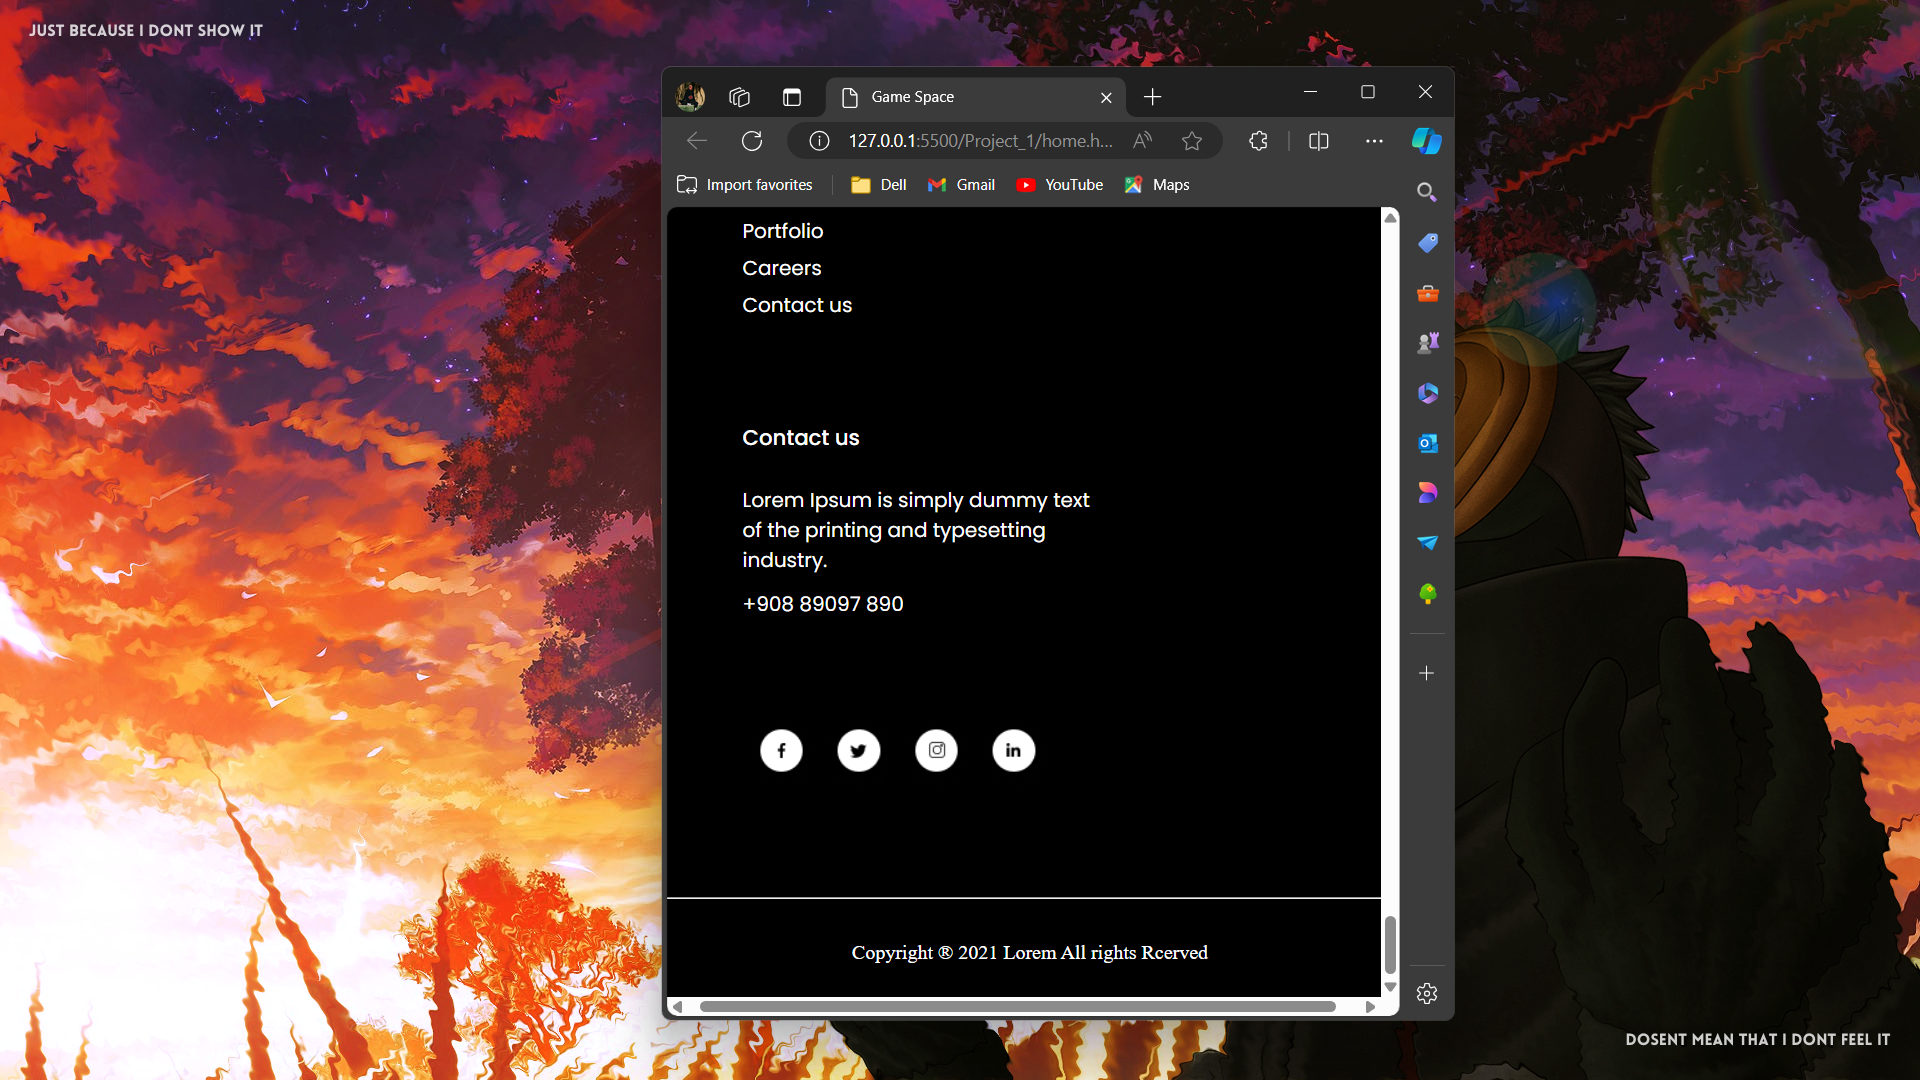 JUST BECAUSE I DONT SHOW IT
Game Space
127.0.0.1:5500/Project_1/home.h...
Import favorites
Dell
Gmail
YouTube
Maps
Portfolio
Careers
Contact us
Contact us
Lorem Ipsum is simply dummy text
of the printing and typesetting
industry.
+908 89097 890
Copyright ® 2021 Lorem All rights Rcerved
DOSENT MEAN THAT I DONT FEEL IT